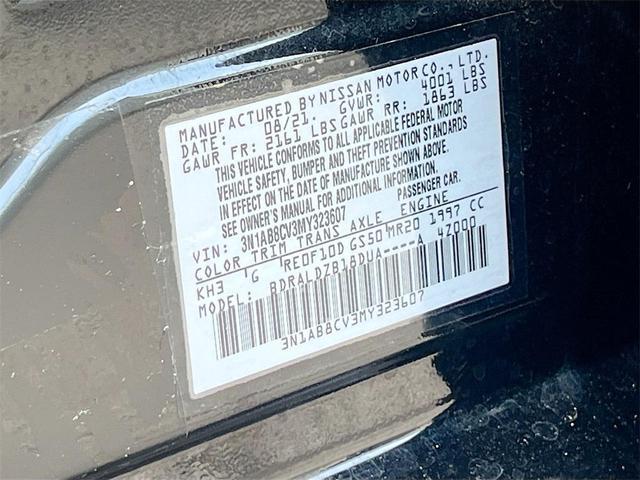 MANUFACTURED BY NISSAN MOTOR CO., LTD.
DATE: 08/21. GVWR: 4001 LBS
GAWR FR: 2161 LBS GAWR RR: 1863 LBS
THIS VEHICLE CONFORMS TO ALL APPLICABLE FEDERAL MOTOR
VEHICLE SAFETY, BUMPER AND THEFT PREVENTION STANDARDS
IN EFFECT ON THE DATE OF MANUFACTURE SHOWN ABOVE.
SEE OWNER'S MANUAL FOR ADDITIONAL INFORMATION.
VIN: 3N1AB8CV3MY323607 PASSENGER CAR.
COLOR TRIM TRANS AXLE ENGINE
KH3 G RE0F10D GS50 MR20 1997 CC
MODEL: BDRALDZB18DUA----A 4Z000
3N1AB8CV3MY323607